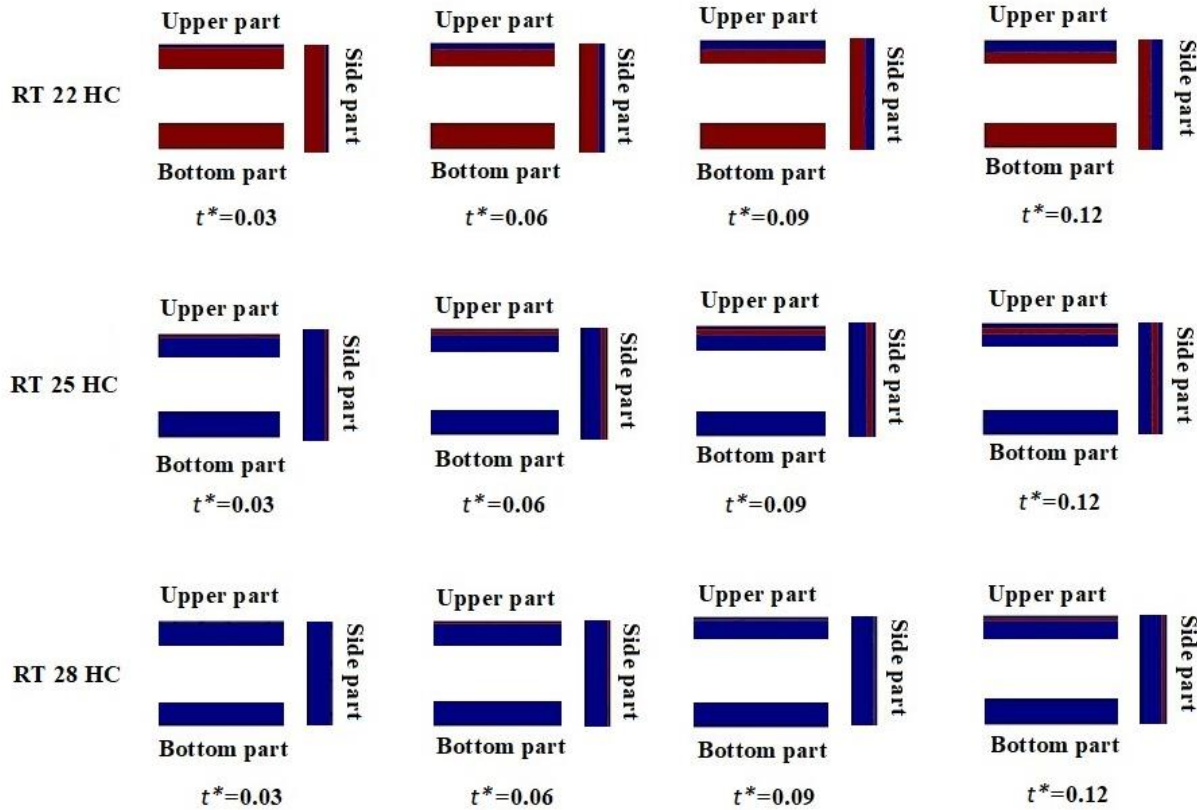 Upper part Upper part Upper part Upper part
RT 22 HC Side part Side part Side part Side part
Bottom part Bottom part Bottom part Bottom part
t*=0.03 t*=0.06 t*=0.09 t*=0.12
Upper part Upper part Upper part Upper part
RT 25 HC Side part Side part Side part Side part
Bottom part Bottom part Bottom part Bottom part
t*=0.03 t*=0.06 t*=0.09 t*=0.12
Upper part Upper part Upper part Upper part
RT 28 HC Side part Side part Side part Side part
Bottom part Bottom part Bottom part Bottom part
t*=0.03 t*=0.06 t*=0.09 t*=0.12